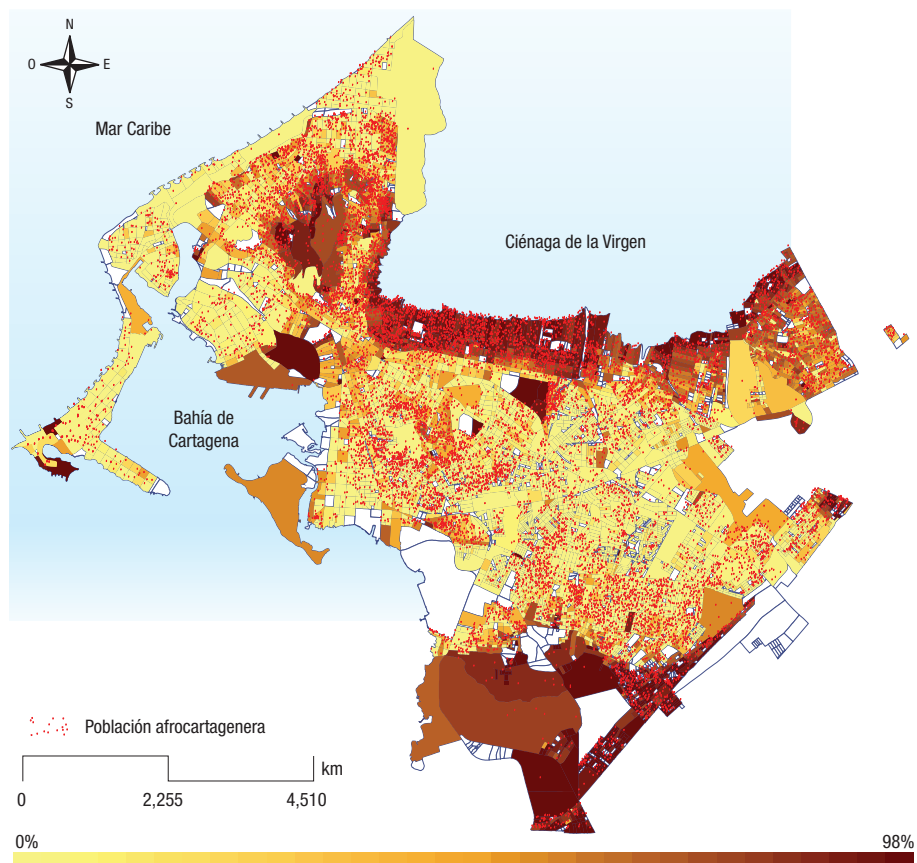 N
O E
S
Mar Caribe
Ciénaga de la Virgen
Bahía de
Cartagena
Población afrocartagenera
km
0 2,255 4,510
0% 98%